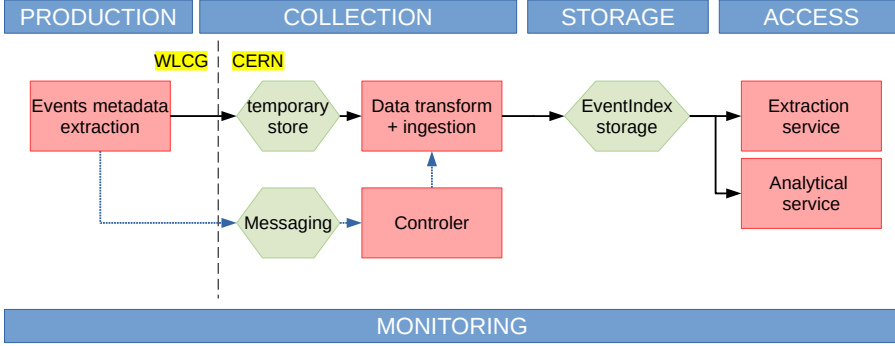 PRODUCTION
COLLECTION
STORAGE
ACCESS
WLCG
CERN
Events metadata
extraction
temporary
store
Data transform
+ ingestion
EventIndex
storage
Extraction
service
Analytical
service
Messaging
Controler
MONITORING